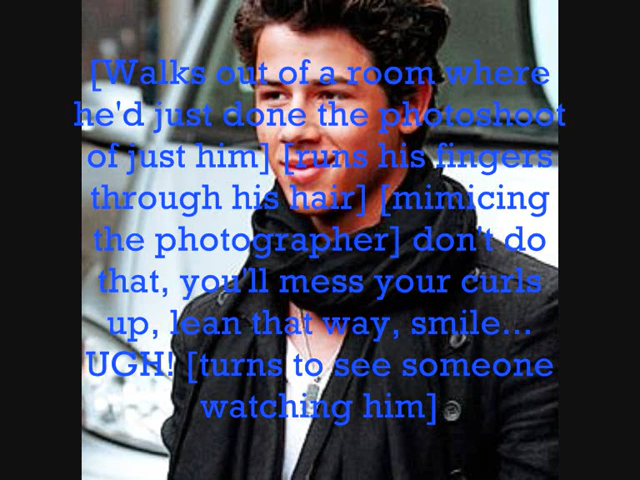 [Walks out of a room where
he'd just done the photoshoot
of just him] [runs his fingers
through his hair] [mimicing
the photographer] don't do
that, you'll mess your curls
up, lean that way, smile...
UGH! [turns to see someone
watching him]